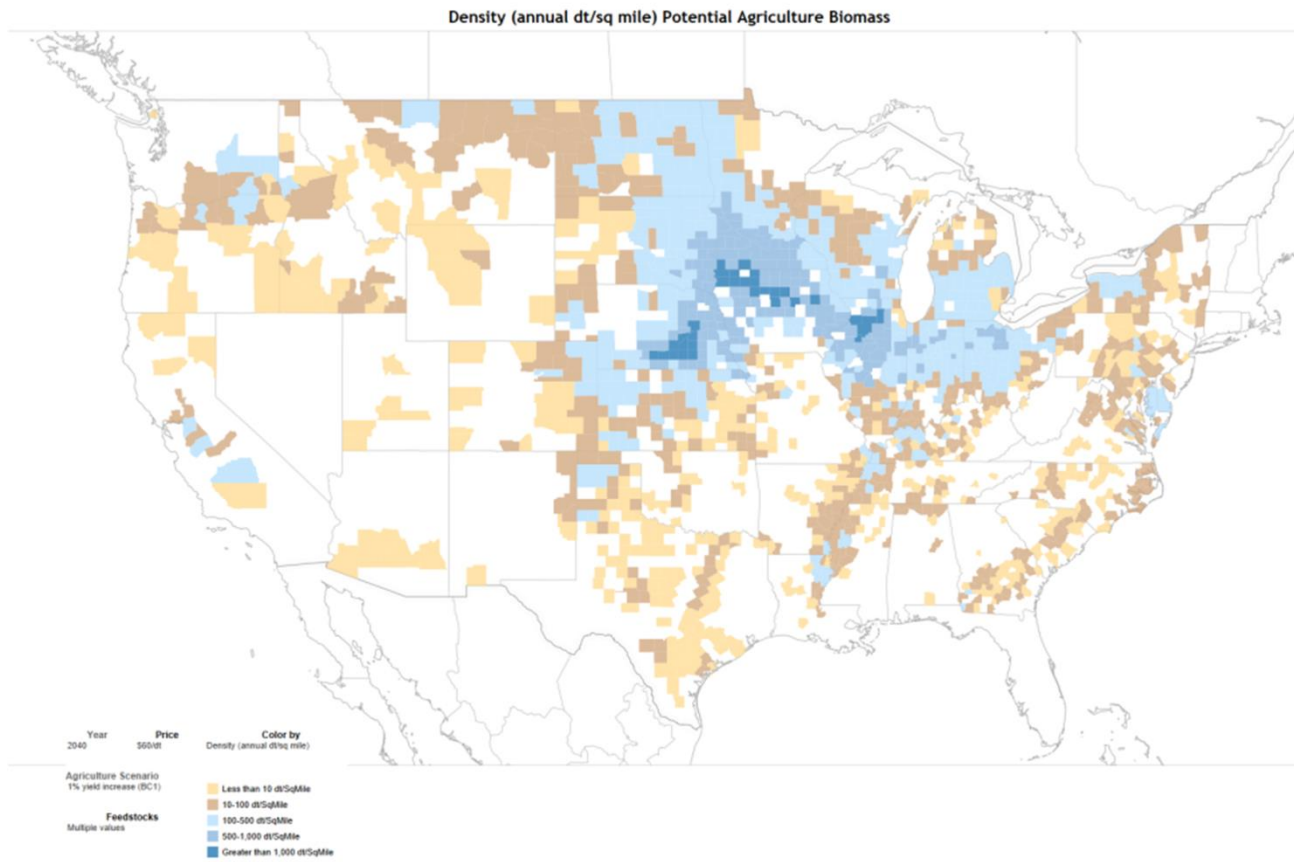 Density (annual dt/sq mile) Potential Agriculture Biomass
Year Price Color by
2040 $60/dt Density (annual dt/sq mile)
Agriculture Scenario
1% yield increase (BC1)
Feedstocks
Multiple values
Less than 10 dt/SqMile
10-100 dt/SqMile
100-500 dt/SqMile
500-1,000 dt/SqMile
Greater than 1,000 dt/SqMile